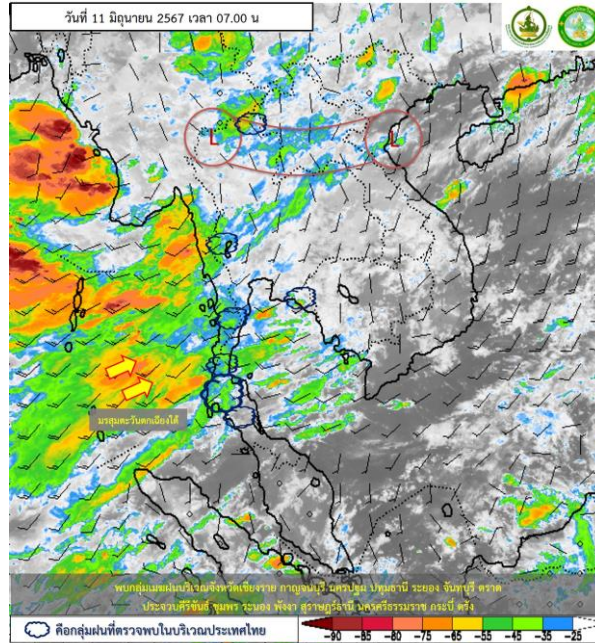 วันที่ 11 มิถุนายน 2567 เวลา 07.00 น
L L
มรสุมตะวันตกเฉียงใต้
พบกลุ่มเมฆฝนบริเวณจังหวัดเชียงราย กาญจนบุรี นครปฐม ปทุมธานี ระยอง จันทบุรี ตราด
ประจวบคีรีขันธ์ ชุมพร ระนอง พังงา สุราษฎร์ธานี นครศรีธรรมราช กระบี่ ตรัง
คือกลุ่มฝนที่ตรวจพบในบริเวณประเทศไทย
-90 -85 -80 -75 -65 -55 -45 -35 -25